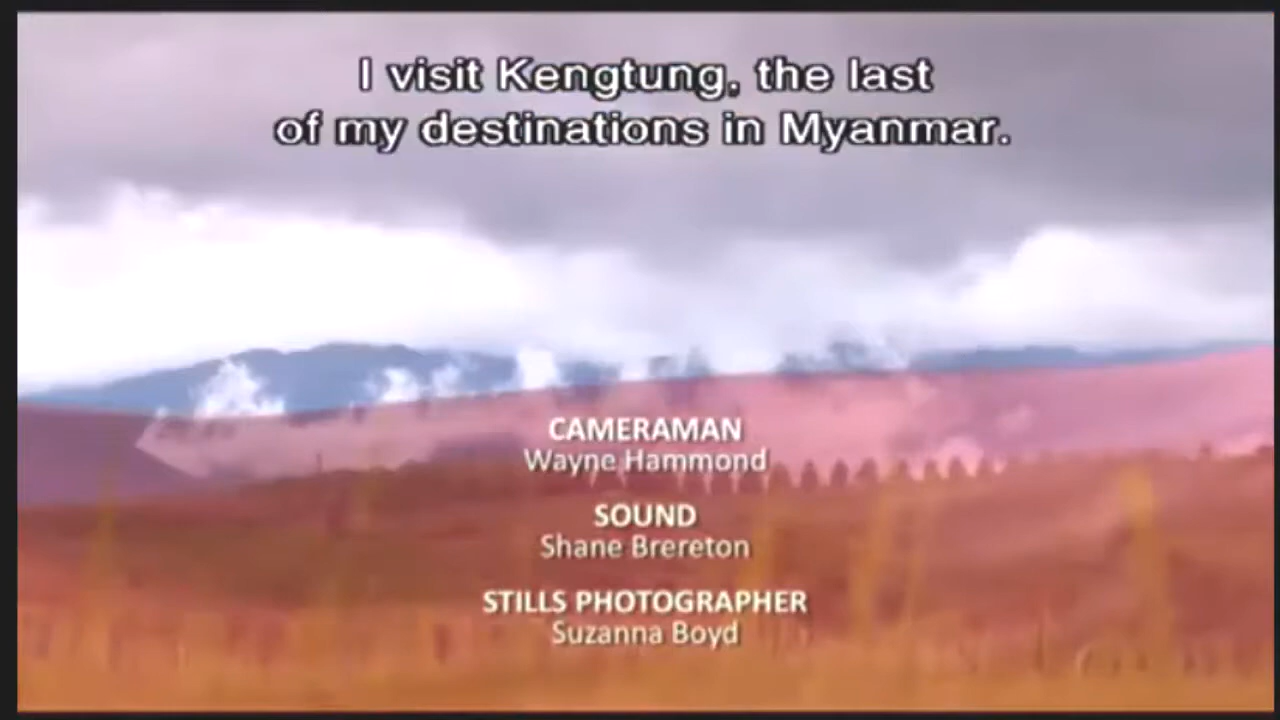 I visit Kengtung, the last
of my destinations in Myanmar.
CAMERAMAN
Wayne Hammond
SOUND
Shane Brereton
STILLS PHOTOGRAPHER
Suzanna Boyd